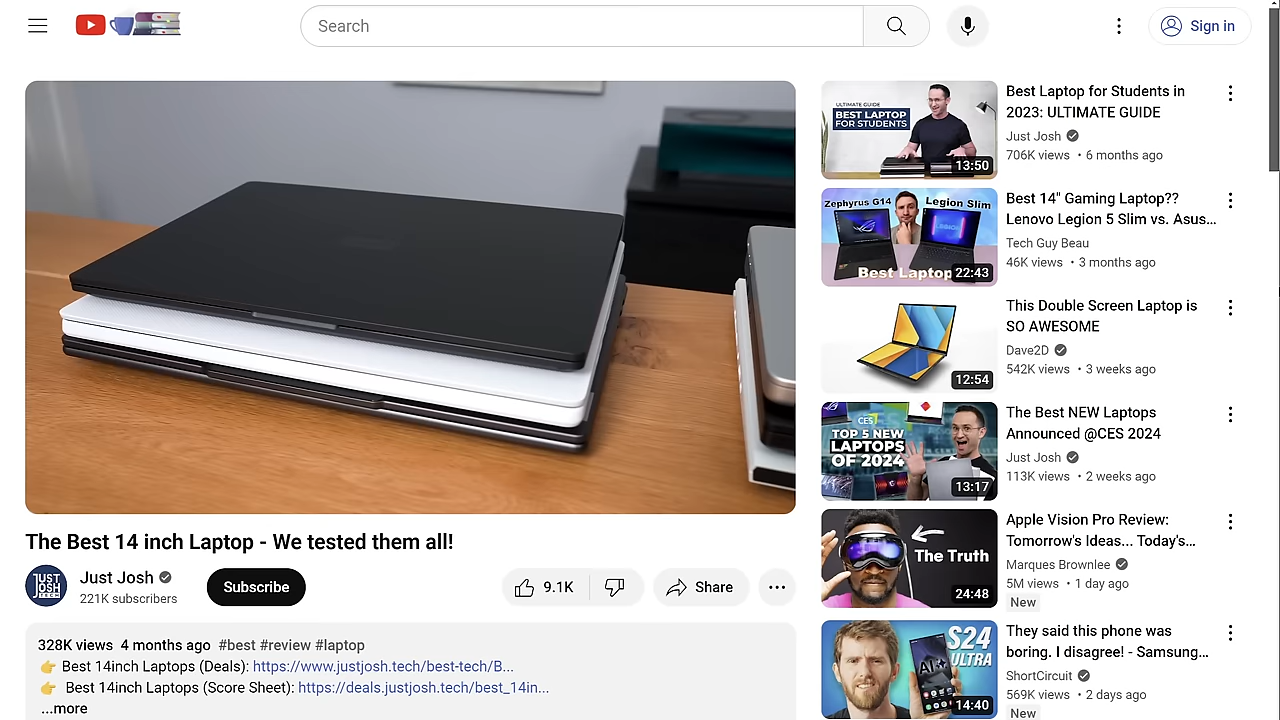 Search
Sign in
The Best 14 inch Laptop - We tested them all!
JUST
JOSH
TECH
Just Josh
221K subscribers
Subscribe
9.1K
Share
328K views 4 months ago #best #review #laptop
👉 Best 14inch Laptops (Deals): https://www.justjosh.tech/best-tech/B...
👉 Best 14inch Laptops (Score Sheet): https://deals.justjosh.tech/best_14in...
...more
ULTIMATE GUIDE
BEST LAPTOP
FOR STUDENTS
13:50
Best Laptop for Students in
2023: ULTIMATE GUIDE
Just Josh
706K views • 6 months ago
Zephyrus G14
Legion Slim
Best Laptop
22:43
Best 14" Gaming Laptop??
Lenovo Legion 5 Slim vs. Asus...
Tech Guy Beau
46K views • 3 months ago
12:54
This Double Screen Laptop is
SO AWESOME
Dave2D
542K views • 3 weeks ago
CES
TOP 5 NEW
LAPTOPS
OF 2024
13:17
The Best NEW Laptops
Announced @CES 2024
Just Josh
113K views • 2 weeks ago
The Truth
24:48
Apple Vision Pro Review:
Tomorrow's Ideas... Today's...
Marques Brownlee
5M views • 1 day ago
New
S24
ULTRA
AI
14:40
They said this phone was
boring. I disagree! - Samsung...
ShortCircuit
569K views • 2 days ago
New